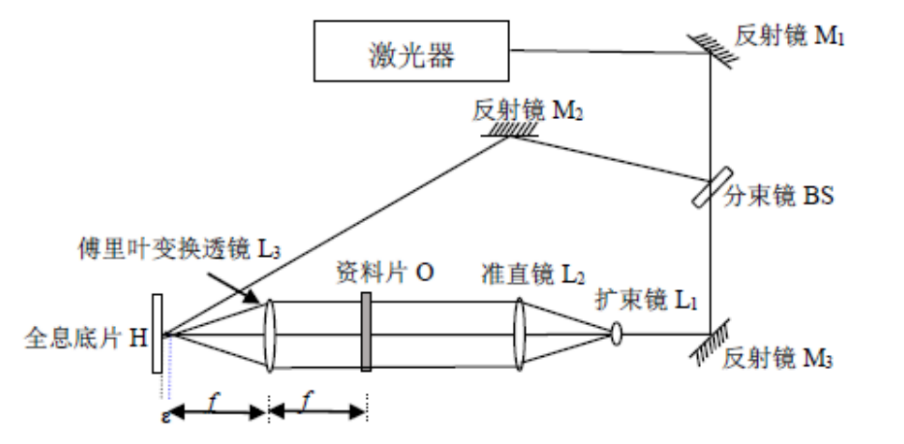 激光器
反射镜 M₁
反射镜 M₂
分束镜 BS
傅里叶变换透镜 L₃
资料片 O
准直镜 L₂
扩束镜 L₁
全息底片 H
反射镜 M₃
ε
f
f